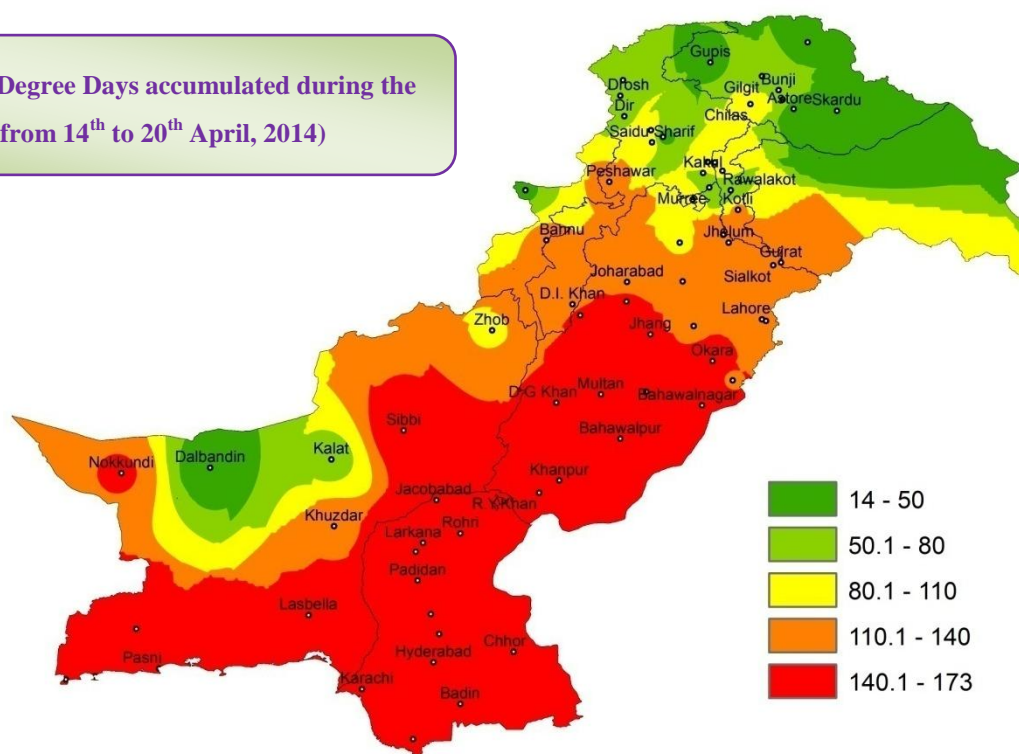 Degree Days accumulated during the
from 14th to 20th April, 2014)
Gupis
Drosh
Gilgit
Bunji
Dir
Astore
Skardu
Chilas
Saidu Sharif
Kakul
Peshawar
Rawalakot
Murree
Kotli
Bannu
Jhelum
Gujrat
Joharabad
Sialkot
D.I. Khan
Lahore
Zhob
Jhang
Okara
D G Khan
Multan
Bahawalnagar
Sibbi
Bahawalpur
Kalat
Dalbandin
Nokkundi
Khanpur
Jacobabad
R.Y.Khan
Khuzdar
Rohri
Larkana
Padidan
Lasbella
Chhor
Hyderabad
Pasni
Karachi
Badin
14 - 50
50.1 - 80
80.1 - 110
110.1 - 140
140.1 - 173